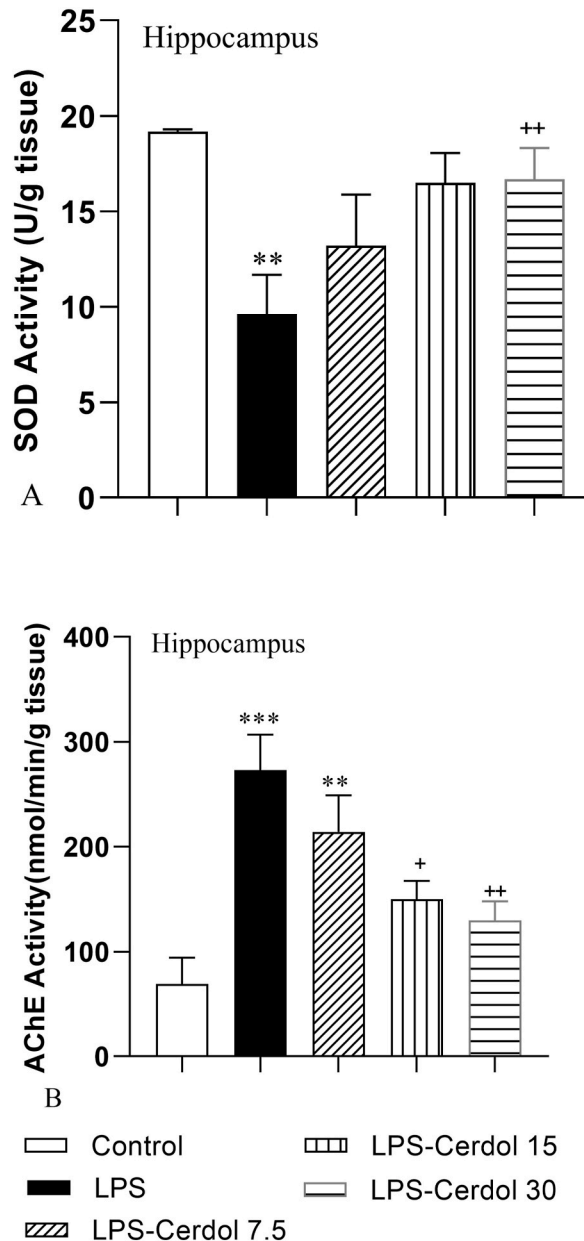 Hippocampus
SOD Activity (U/g tissue)
25
20
15
10
5
0
**
++
A
Hippocampus
AChE Activity(nmol/min/g tissue)
400
300
200
100
0
***
**
+
++
B
Control
LPS
LPS-Cerdol 7.5
LPS-Cerdol 15
LPS-Cerdol 30